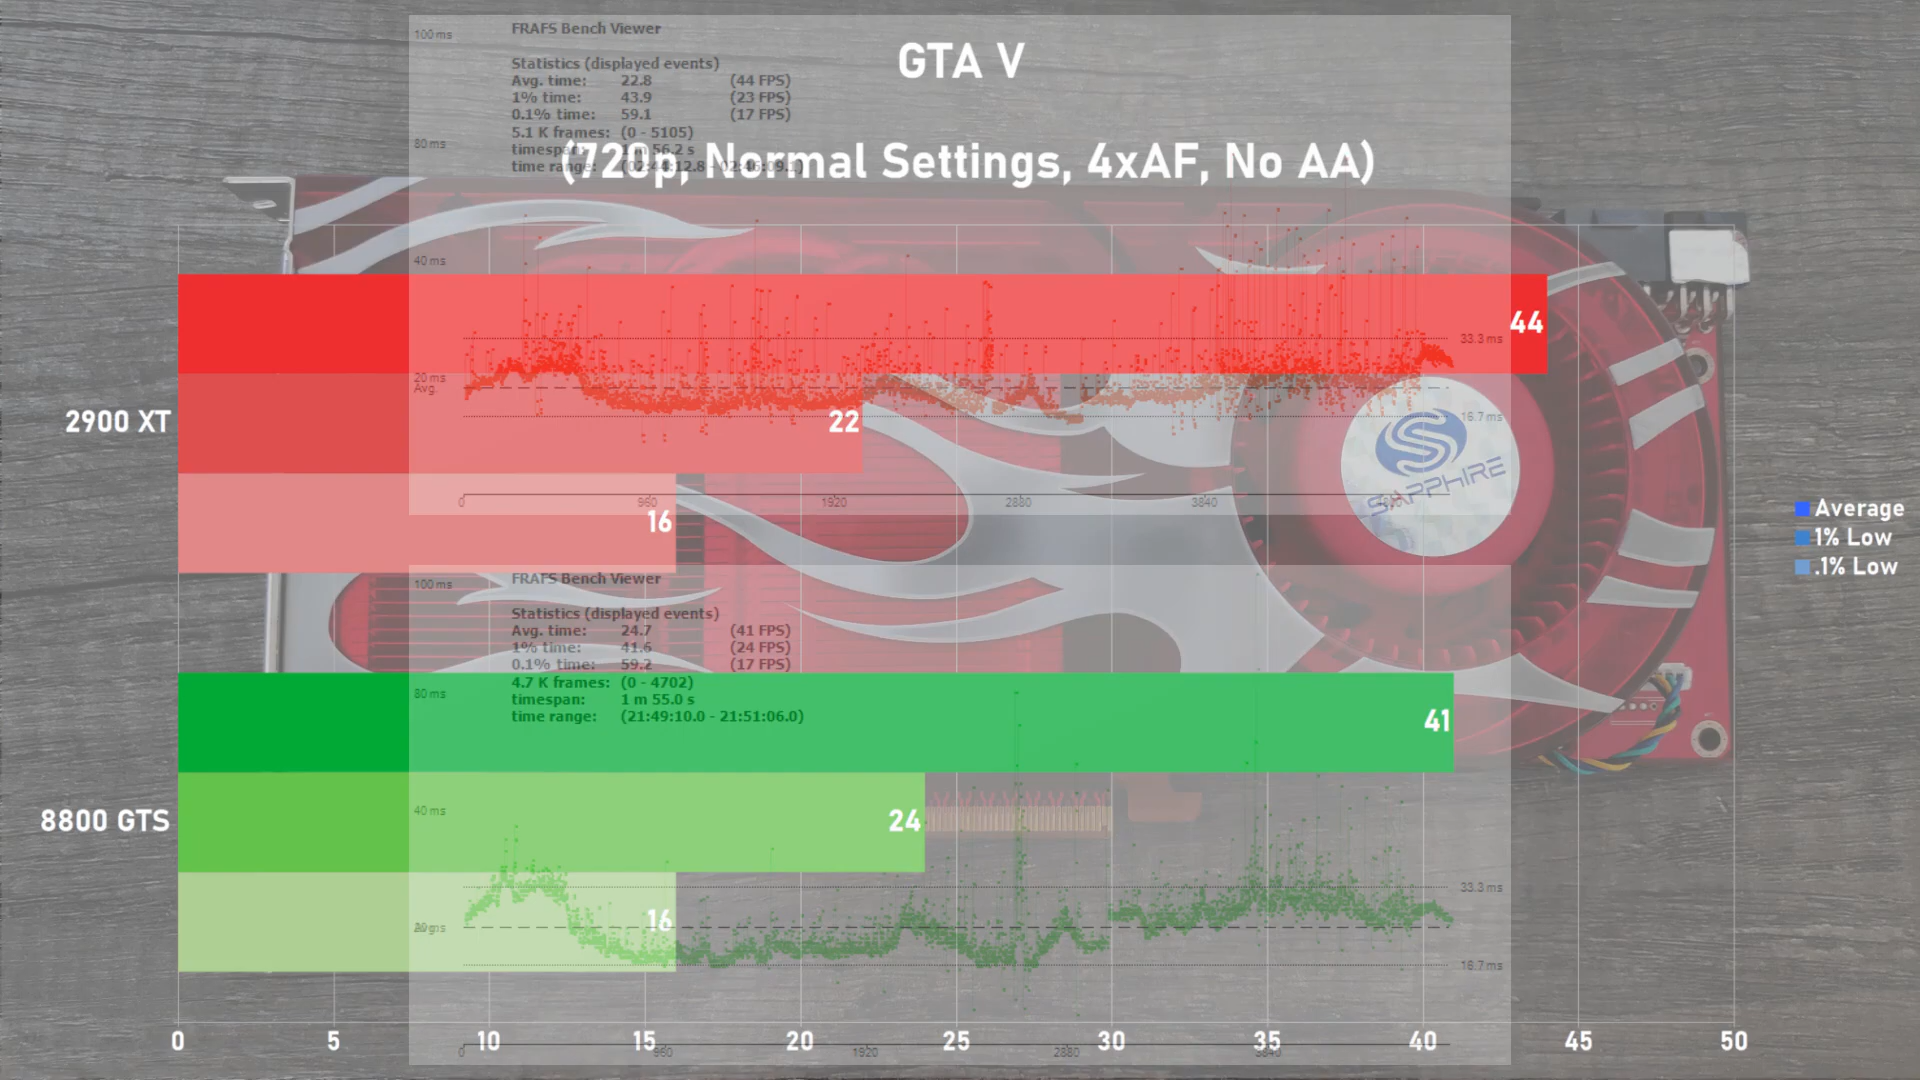 100 ms
FRAFS Bench Viewer
GTA V
Statistics (displayed events)
Avg. time: 22.8 (44 FPS)
1% time: 43.9 (23 FPS)
0.1% time: 59.1 (17 FPS)
5.1 K frames: (0 - 5105)
80 ms
(720p, Normal Settings, 4xAF, No AA)
time range:
40 ms
44
33.3 ms
20 ms
Avg
2900 XT
22
16.7 ms
SAPPHIRE
0 960 1920 2880 3840
16
Average
1% Low
.1% Low
100 ms
FRAFS Bench Viewer
Statistics (displayed events)
Avg. time: 24.7 (41 FPS)
1% time: 41.6 (24 FPS)
0.1% time: 59.2 (17 FPS)
4.7 K frames: (0 - 4702)
80 ms
timespan: 1 m 55.0 s
time range: (21:49:10.0 - 21:51:06.0)
41
40 ms
8800 GTS
24
33.3 ms
16
16.7 ms
0 5 10 15 20 25 30 35 40 45 50
0 960 1920 2880 3840